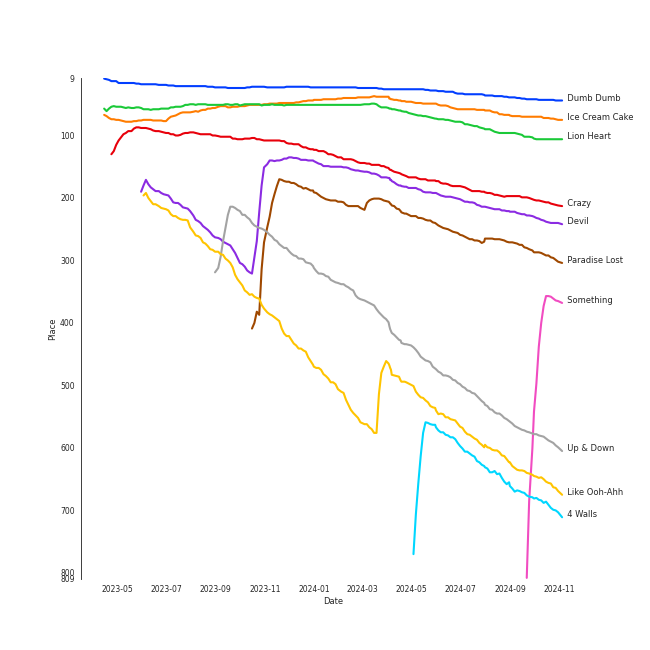 9
100
200
300
400
500
600
700
800
809
Place
2023-05
2023-07
2023-09
2023-11
2024-01
2024-03
2024-05
2024-07
2024-09
2024-11
Date
Dumb Dumb
Ice Cream Cake
Lion Heart
Crazy
Devil
Paradise Lost
Something
Up & Down
Like Ooh-Ahh
4 Walls